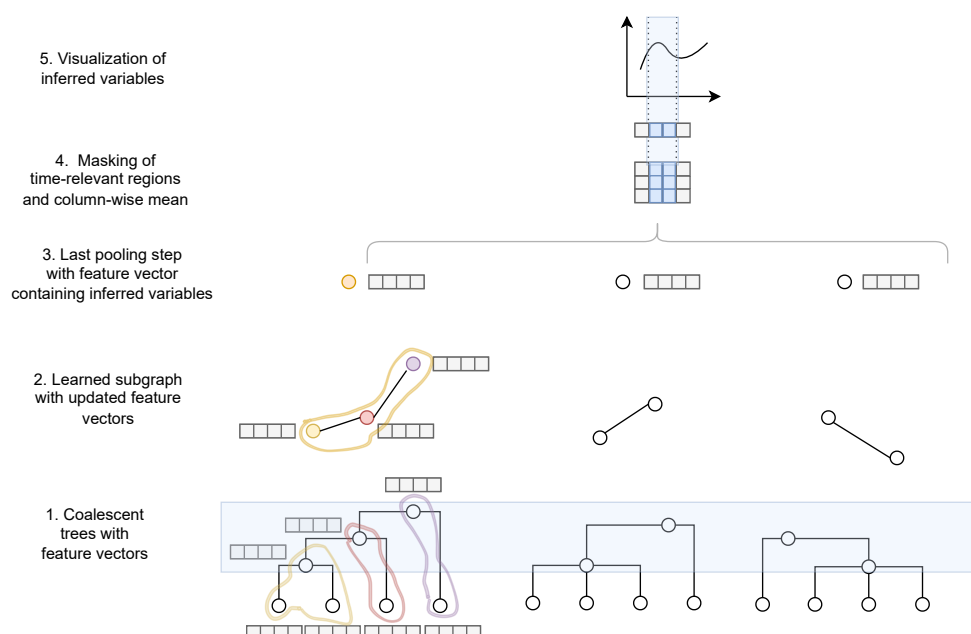 5. Visualization of
inferred variables
4. Masking of
time-relevant regions
and column-wise mean
3. Last pooling step
with feature vector
containing inferred variables
2. Learned subgraph
with updated feature
vectors
1. Coalescent
trees with
feature vectors